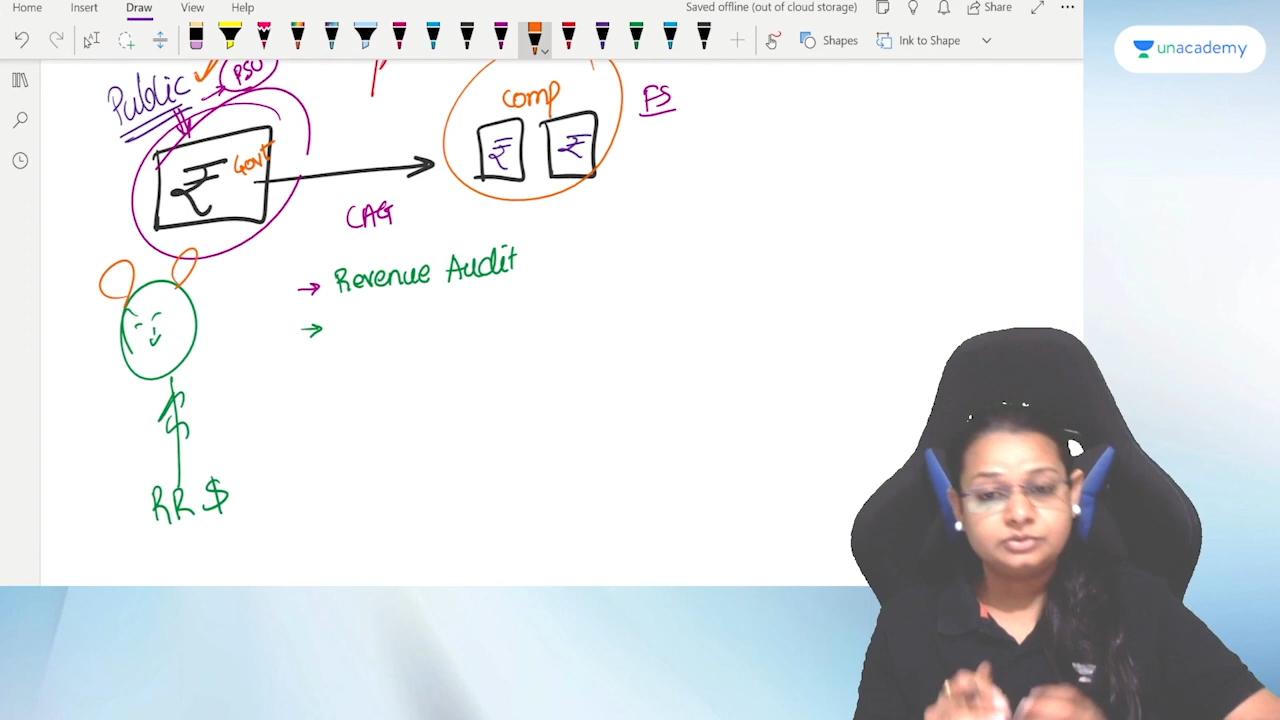 Home Insert Draw View Help Saved offline (out of cloud storage) Share
Shapes Ink to Shape
unacademy
Public PSU
Comp FS
₹ Govt ₹ ₹
CAG
→ Revenue Audit
→
RR $